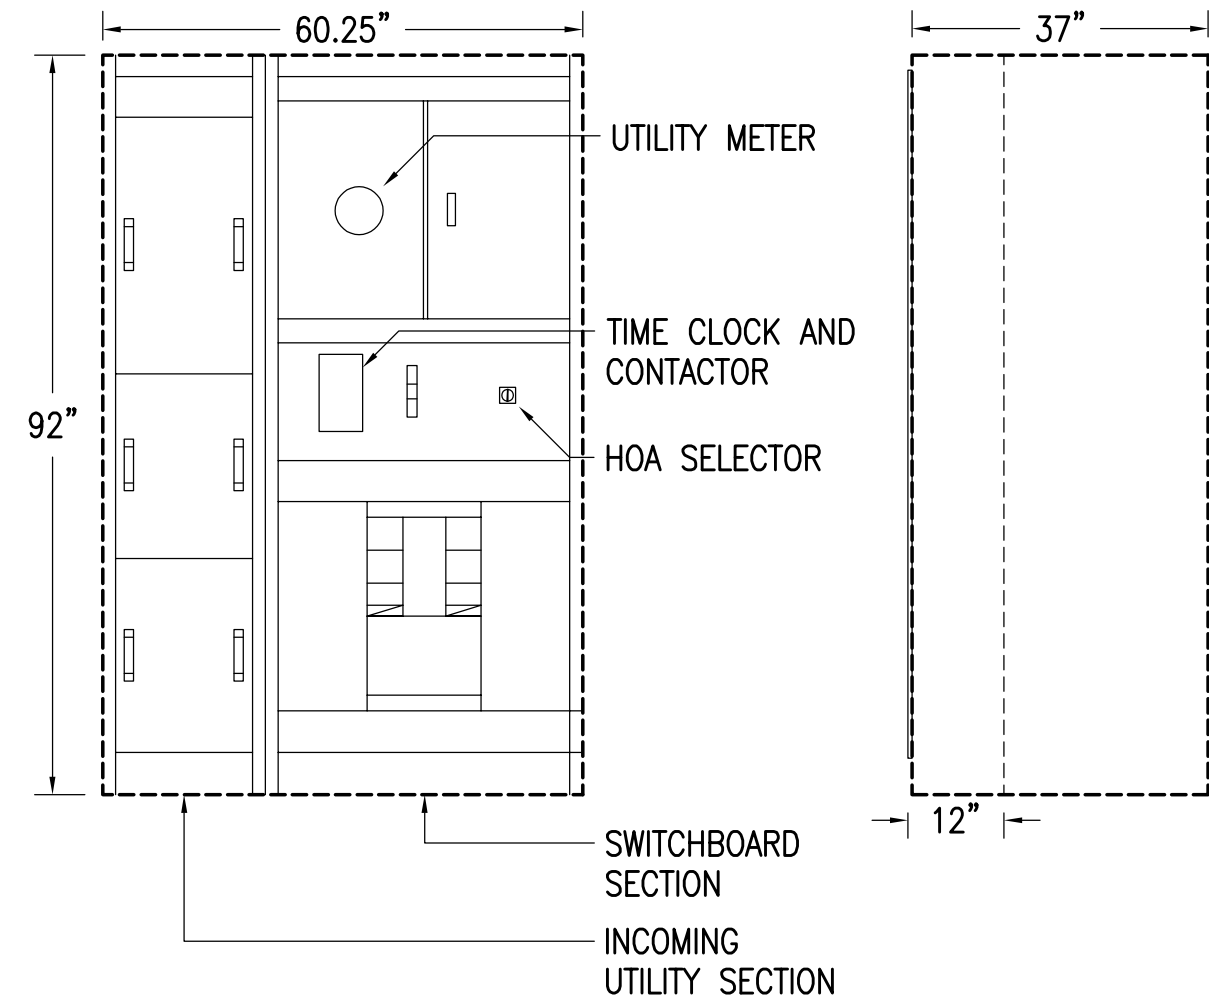 60.25”
37”
UTILITY METER
TIME CLOCK AND
CONTACTOR
92”
HOA SELECTOR
12”
SWITCHBOARD
SECTION
INCOMING
UTILITY SECTION